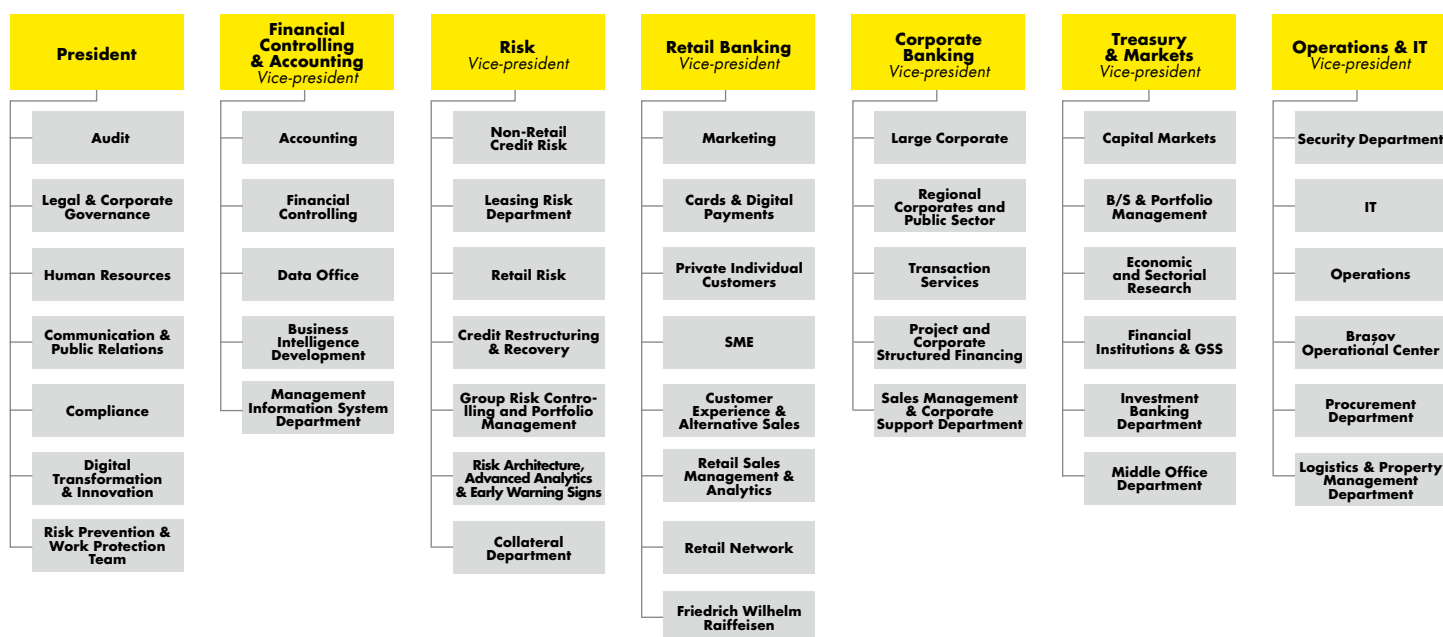 President
Audit
Legal & Corporate
Governance
Human Resources
Communication &
Public Relations
Compliance
Digital
Transformation
& Innovation
Risk Prevention &
Work Protection
Team
Financial
Controlling
& Accounting
Vice-president
Accounting
Financial
Controlling
Data Office
Business
Intelligence
Development
Management
Information System
Department
Risk
Vice-president
Non-Retail
Credit Risk
Leasing Risk
Department
Retail Risk
Credit Restructuring
& Recovery
Group Risk Contro-
lling and Portfolio
Management
Risk Architecture,
Advanced Analytics
& Early Warning Signs
Collateral
Department
Retail Banking
Vice-president
Marketing
Cards & Digital
Payments
Private Individual
Customers
SME
Customer
Experience &
Alternative Sales
Retail Sales
Management &
Analytics
Retail Network
Friedrich Wilhelm
Raiffeisen
Corporate
Banking
Vice-president
Large Corporate
Regional
Corporates and
Public Sector
Transaction
Services
Project and
Corporate
Structured Financing
Sales Management
& Corporate
Support Department
Treasury
& Markets
Vice-president
Capital Markets
B/S & Portfolio
Management
Economic
and Sectorial
Research
Financial
Institutions & GSS
Investment
Banking
Department
Middle Office
Department
Operations & IT
Vice-president
Security Department
IT
Operations
Brașov
Operational Center
Procurement
Department
Logistics & Property
Management
Department